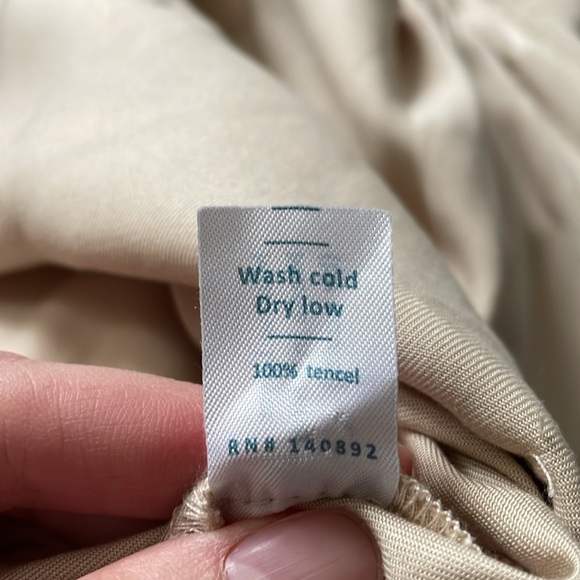 Wash cold
Dry low
100% tencel
RN# 140892